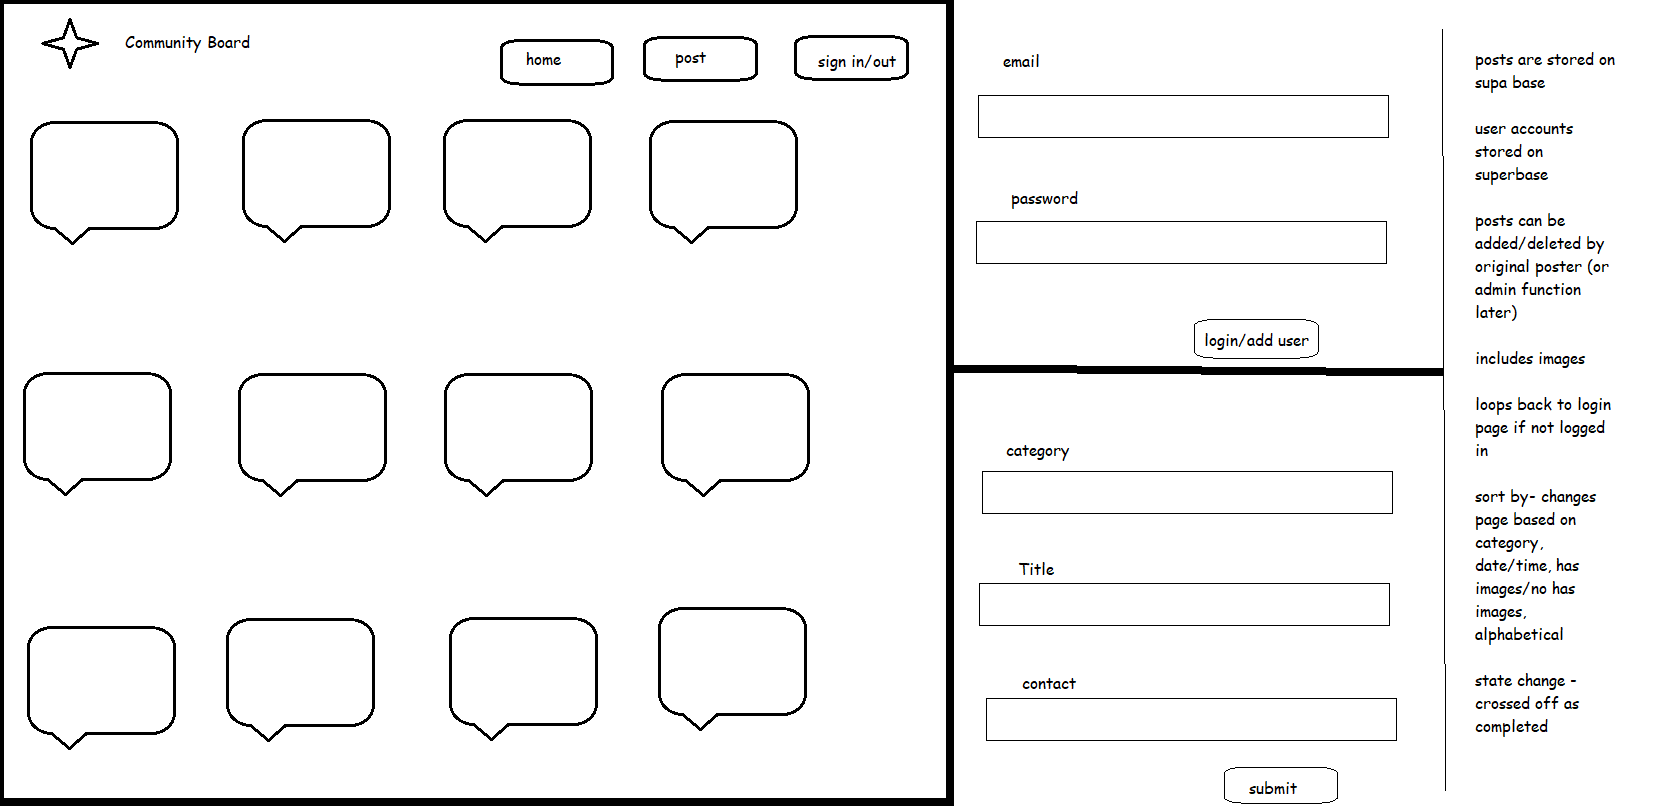 Community Board
home
post
sign in/out
email
password
login/add user
category
Title
contact
submit
posts are stored on
supa base
user accounts
stored on
superbase
posts can be
added/deleted by
original poster (or
admin function
later)
includes images
loops back to login
page if not logged
in
sort by- changes
page based on
category,
date/time, has
images/no has
images,
alphabetical
state change -
crossed off as
completed